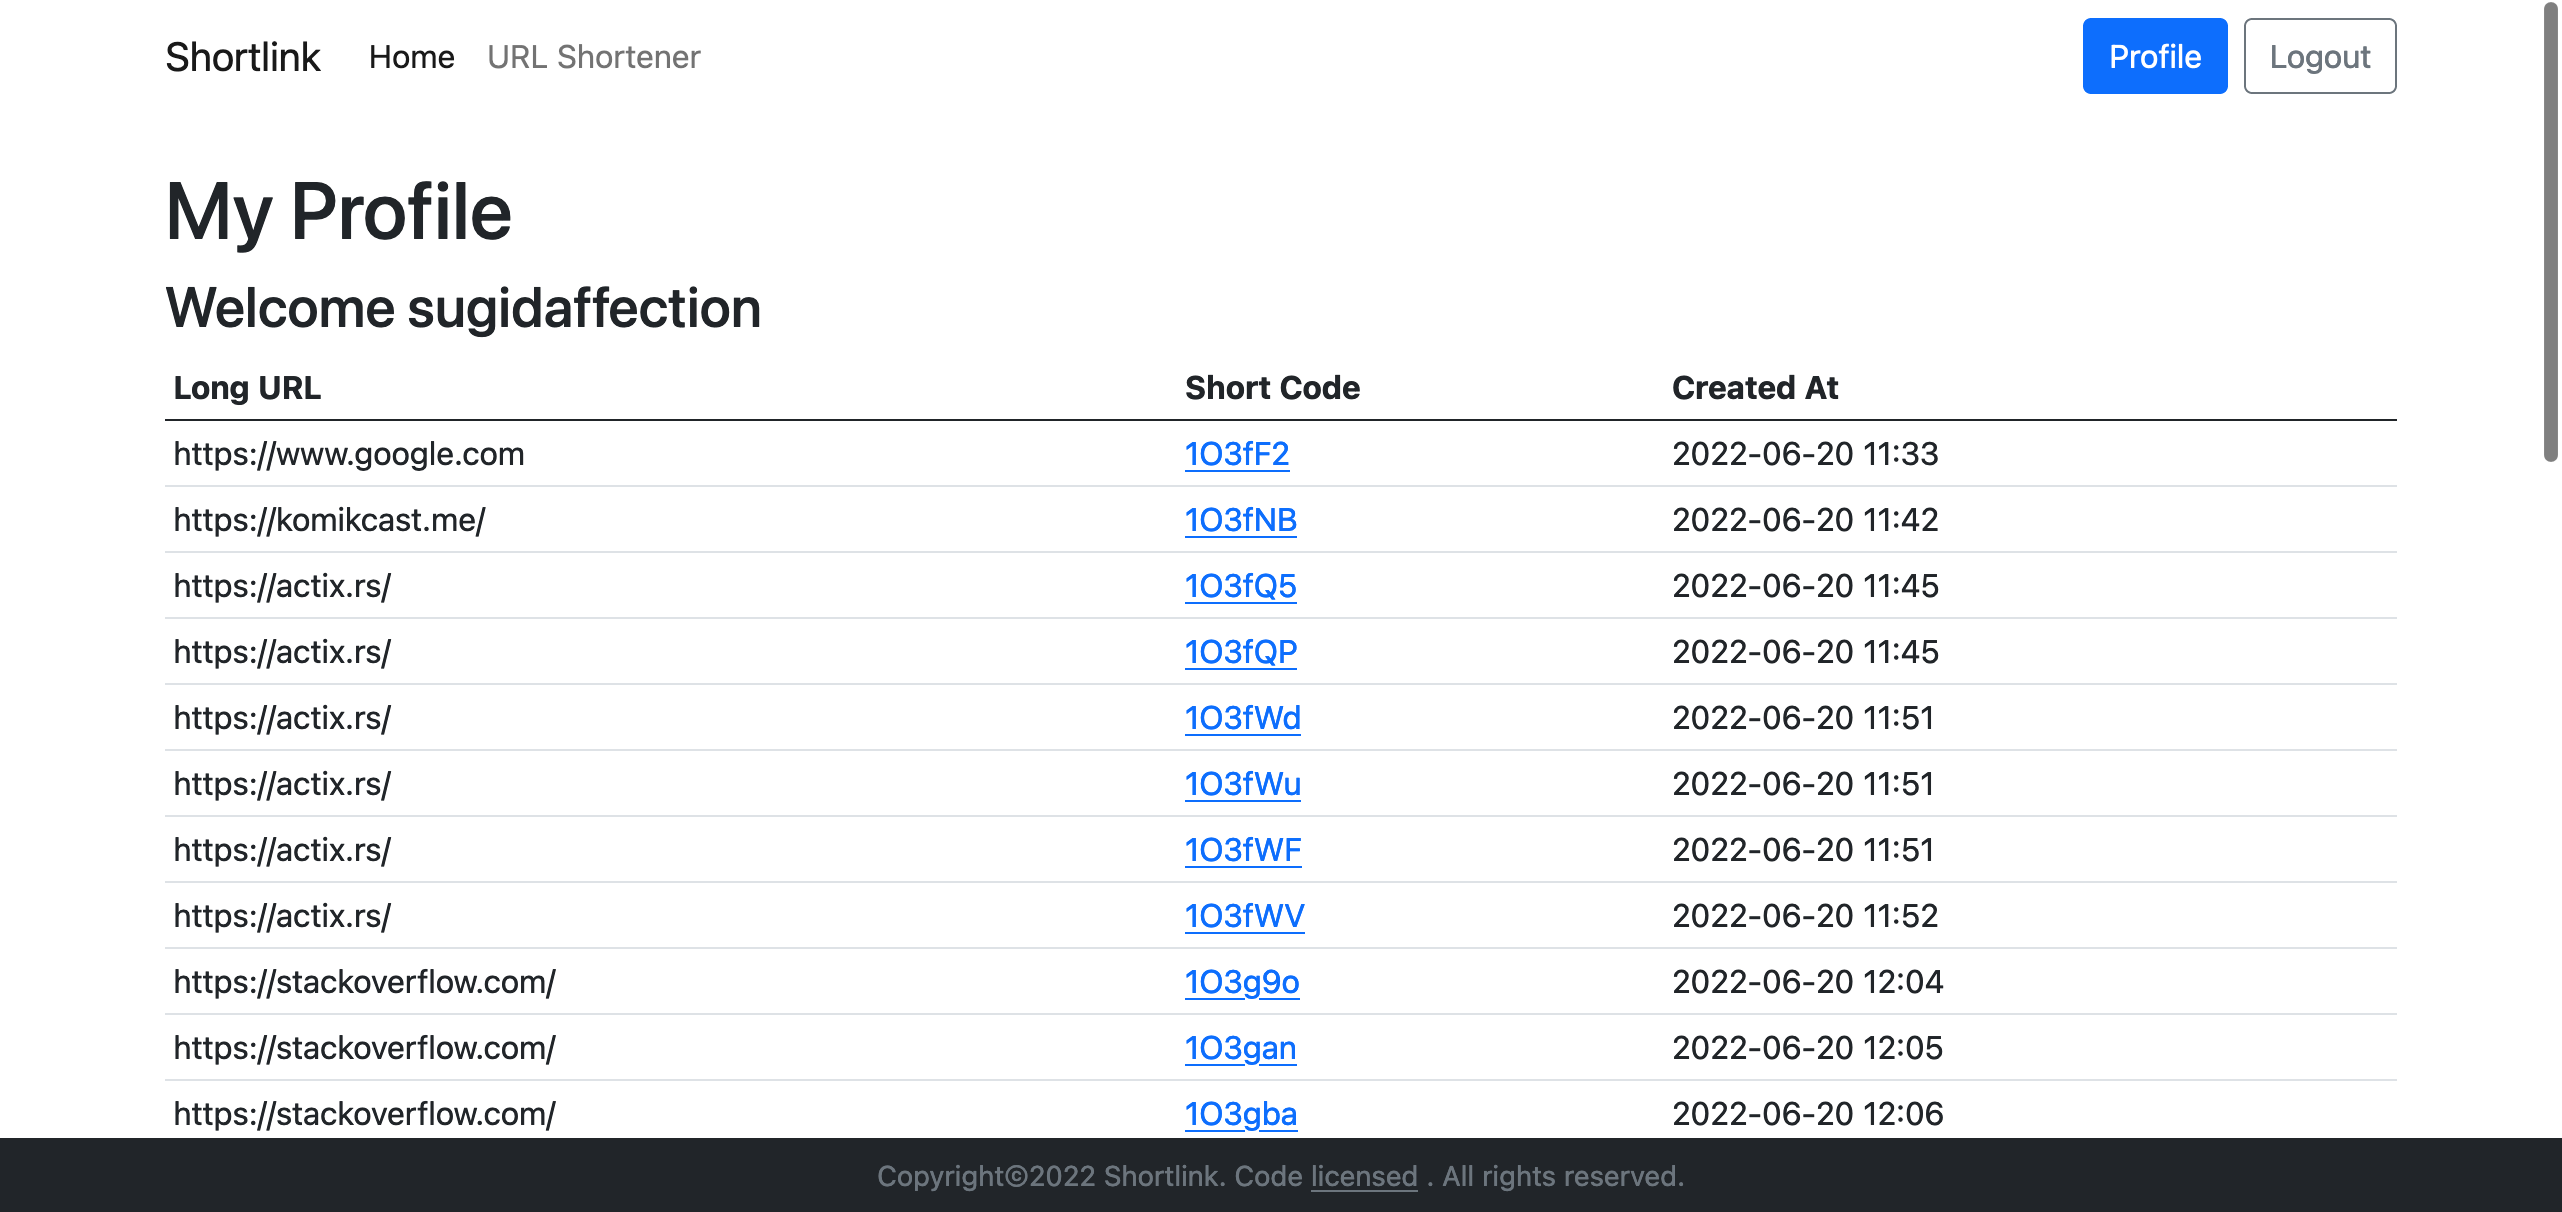 Shortlink Home URL Shortener Profile Logout
My Profile
Welcome sugidaffection
Long URL Short Code Created At
https://www.google.com 1O3fF2 2022-06-20 11:33
https://komikcast.me/ 1O3fNB 2022-06-20 11:42
https://actix.rs/ 1O3fQ5 2022-06-20 11:45
https://actix.rs/ 1O3fQP 2022-06-20 11:45
https://actix.rs/ 1O3fWd 2022-06-20 11:51
https://actix.rs/ 1O3fWu 2022-06-20 11:51
https://actix.rs/ 1O3fWF 2022-06-20 11:51
https://actix.rs/ 1O3fWV 2022-06-20 11:52
https://stackoverflow.com/ 1O3g9o 2022-06-20 12:04
https://stackoverflow.com/ 1O3gan 2022-06-20 12:05
https://stackoverflow.com/ 1O3gba 2022-06-20 12:06
Copyright©2022 Shortlink. Code licensed . All rights reserved.